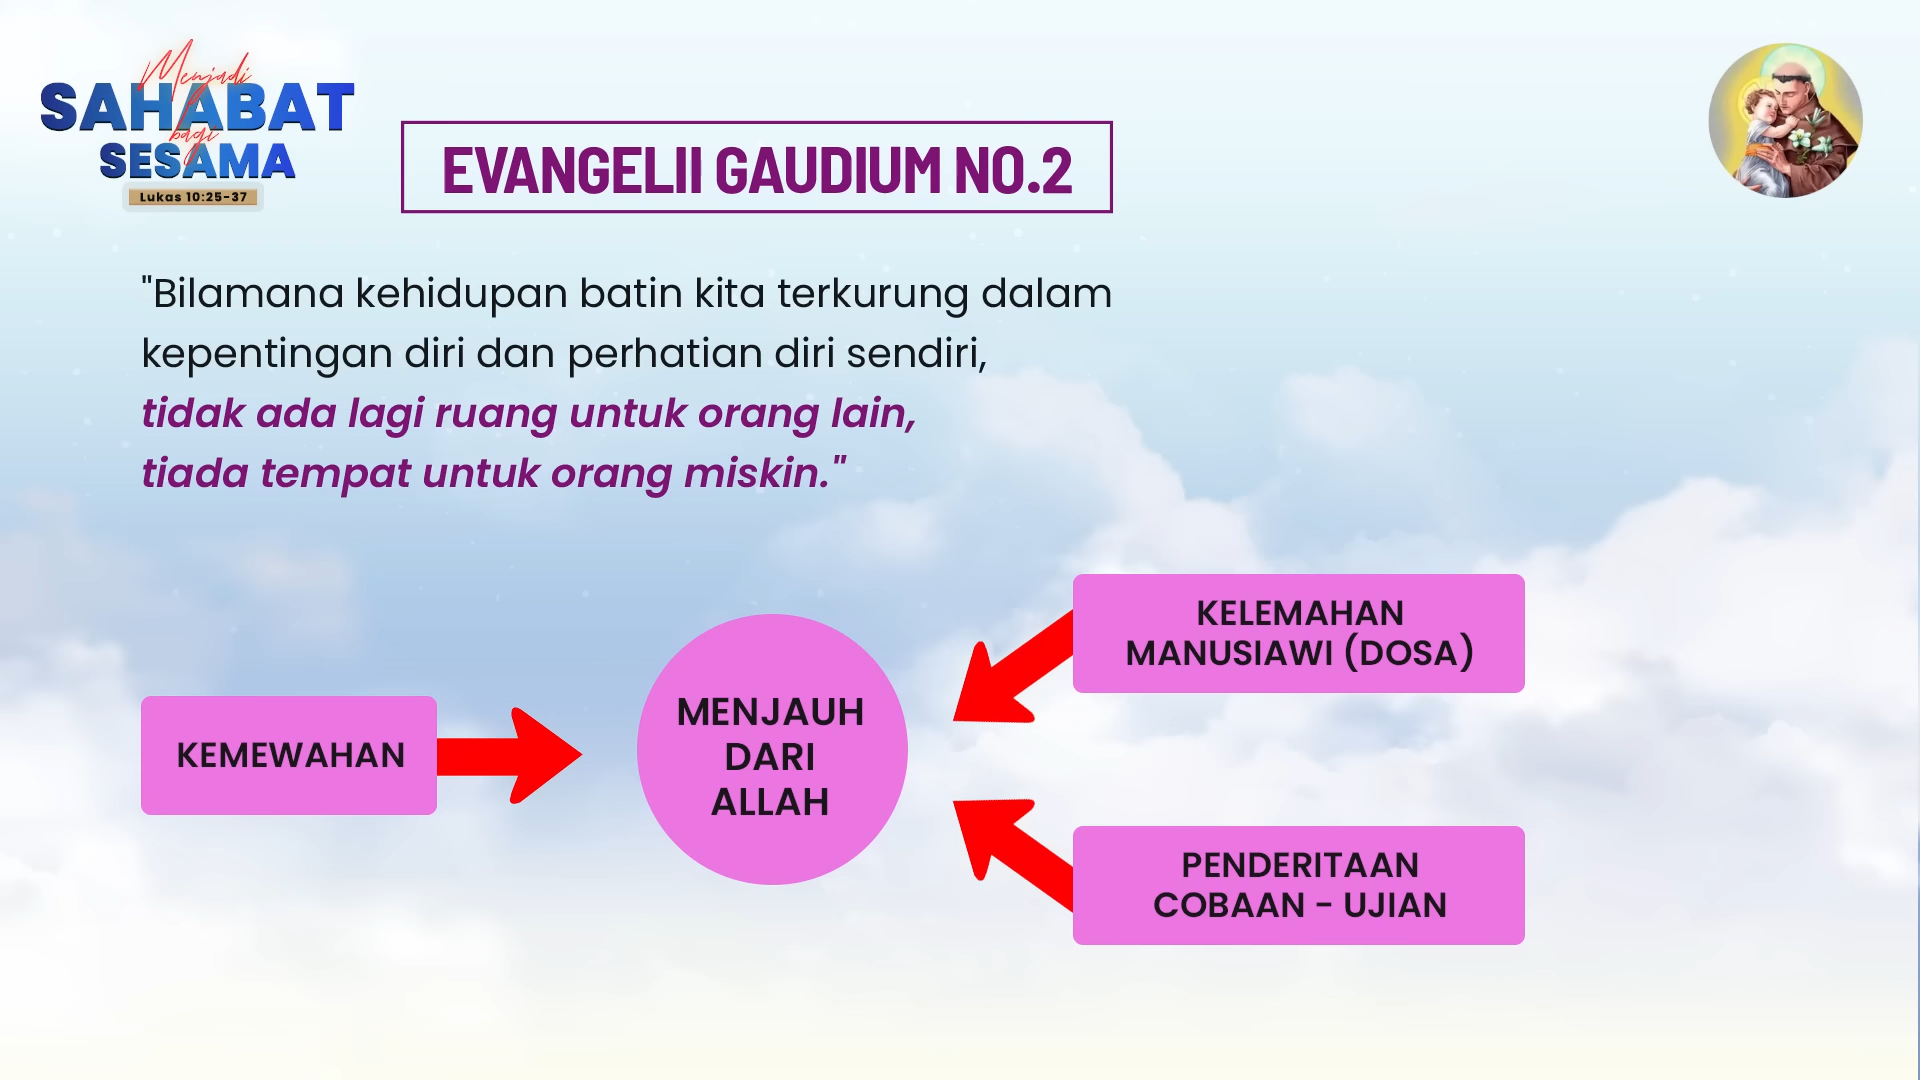 Menjadi
SAHABAT
bagi
SESAMA
Lukas 10:25-37
EVANGELII GAUDIUM NO.2
"Bilamana kehidupan batin kita terkurung dalam
kepentingan diri dan perhatian diri sendiri,
tidak ada lagi ruang untuk orang lain,
tiada tempat untuk orang miskin."
KEMEWAHAN
MENJAUH
DARI
ALLAH
KELEMAHAN
MANUSIAWI (DOSA)
PENDERITAAN
COBAAN - UJIAN